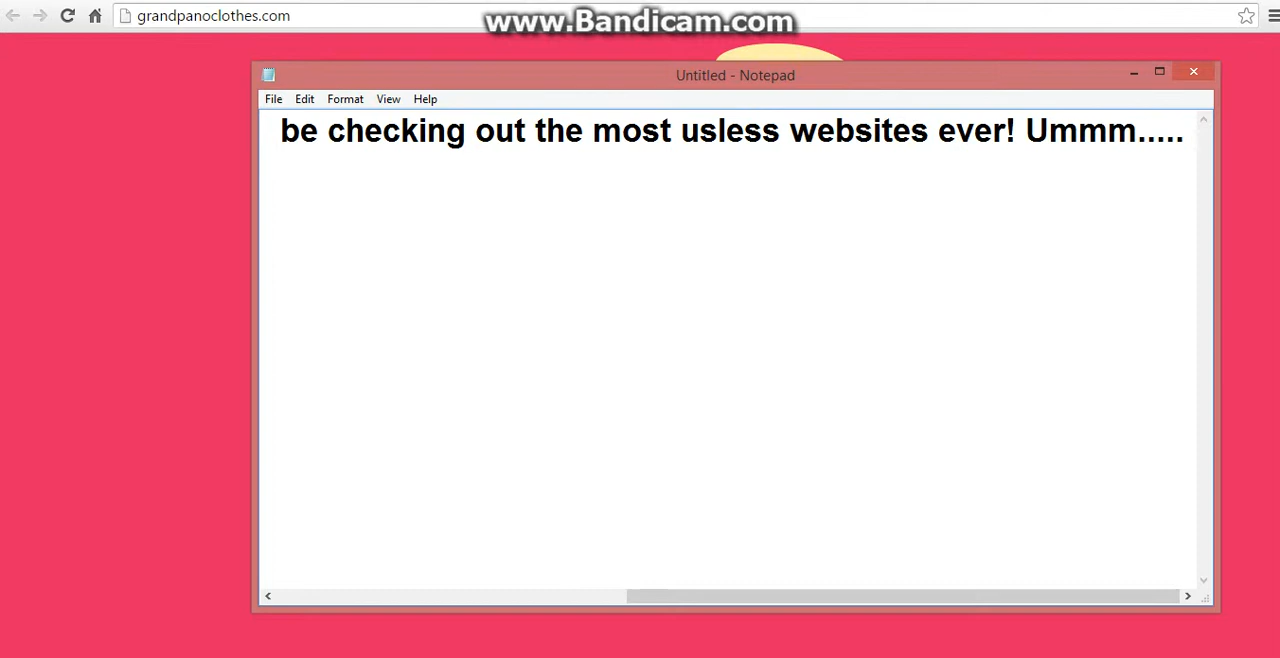 grandpanoclothes.com
www.Bandicam.com
Untitled - Notepad
File Edit Format View Help
be checking out the most usless websites ever! Ummm.....